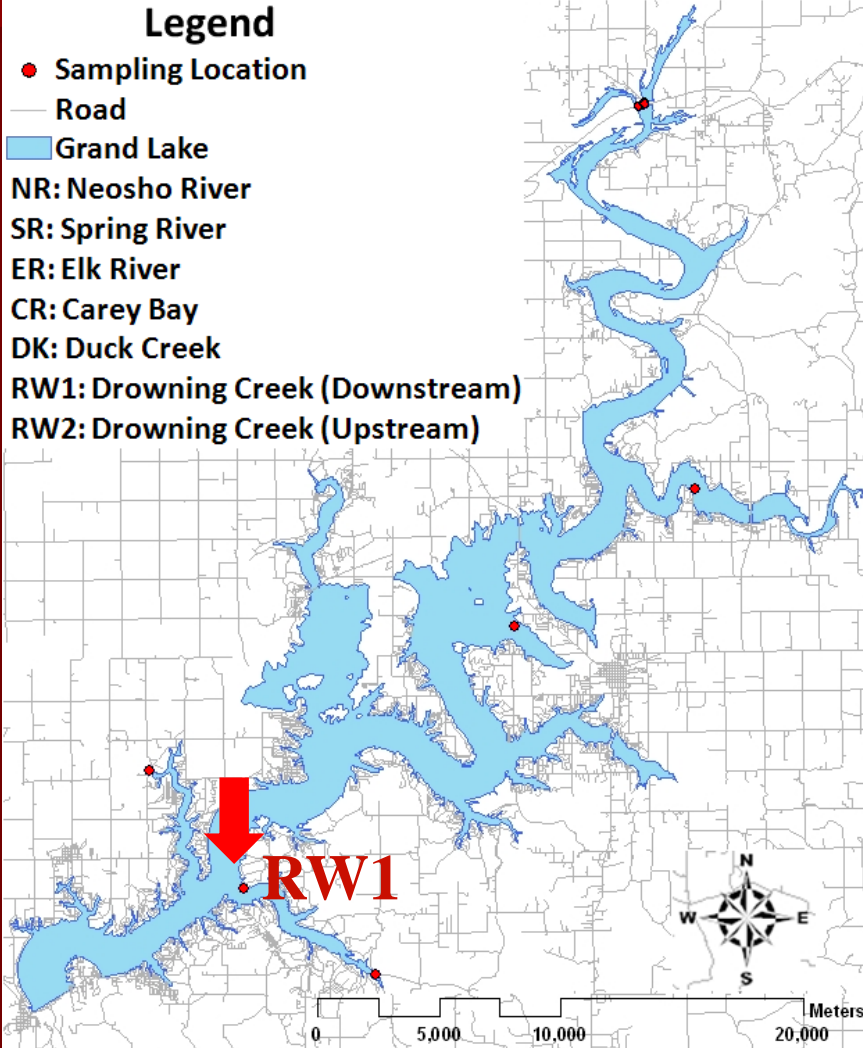 Legend
Sampling Location
Road
Grand Lake
NR: Neosho River
SR: Spring River
ER: Elk River
CR: Carey Bay
DK: Duck Creek
RW1: Drowning Creek (Downstream)
RW2: Drowning Creek (Upstream)
RW1
N
W E
S
Meters
0 5,000 10,000 20,000